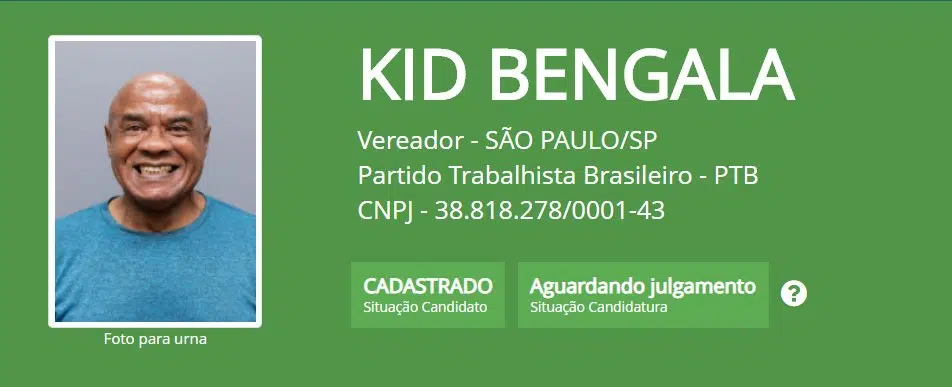 KID BENGALA
Vereador - SÃO PAULO/SP
Partido Trabalhista Brasileiro - PTB
CNPJ - 38.818.278/0001-43
CADASTRADO
Situação Candidato
Aguardando julgamento
Situação Candidatura
?
Foto para urna